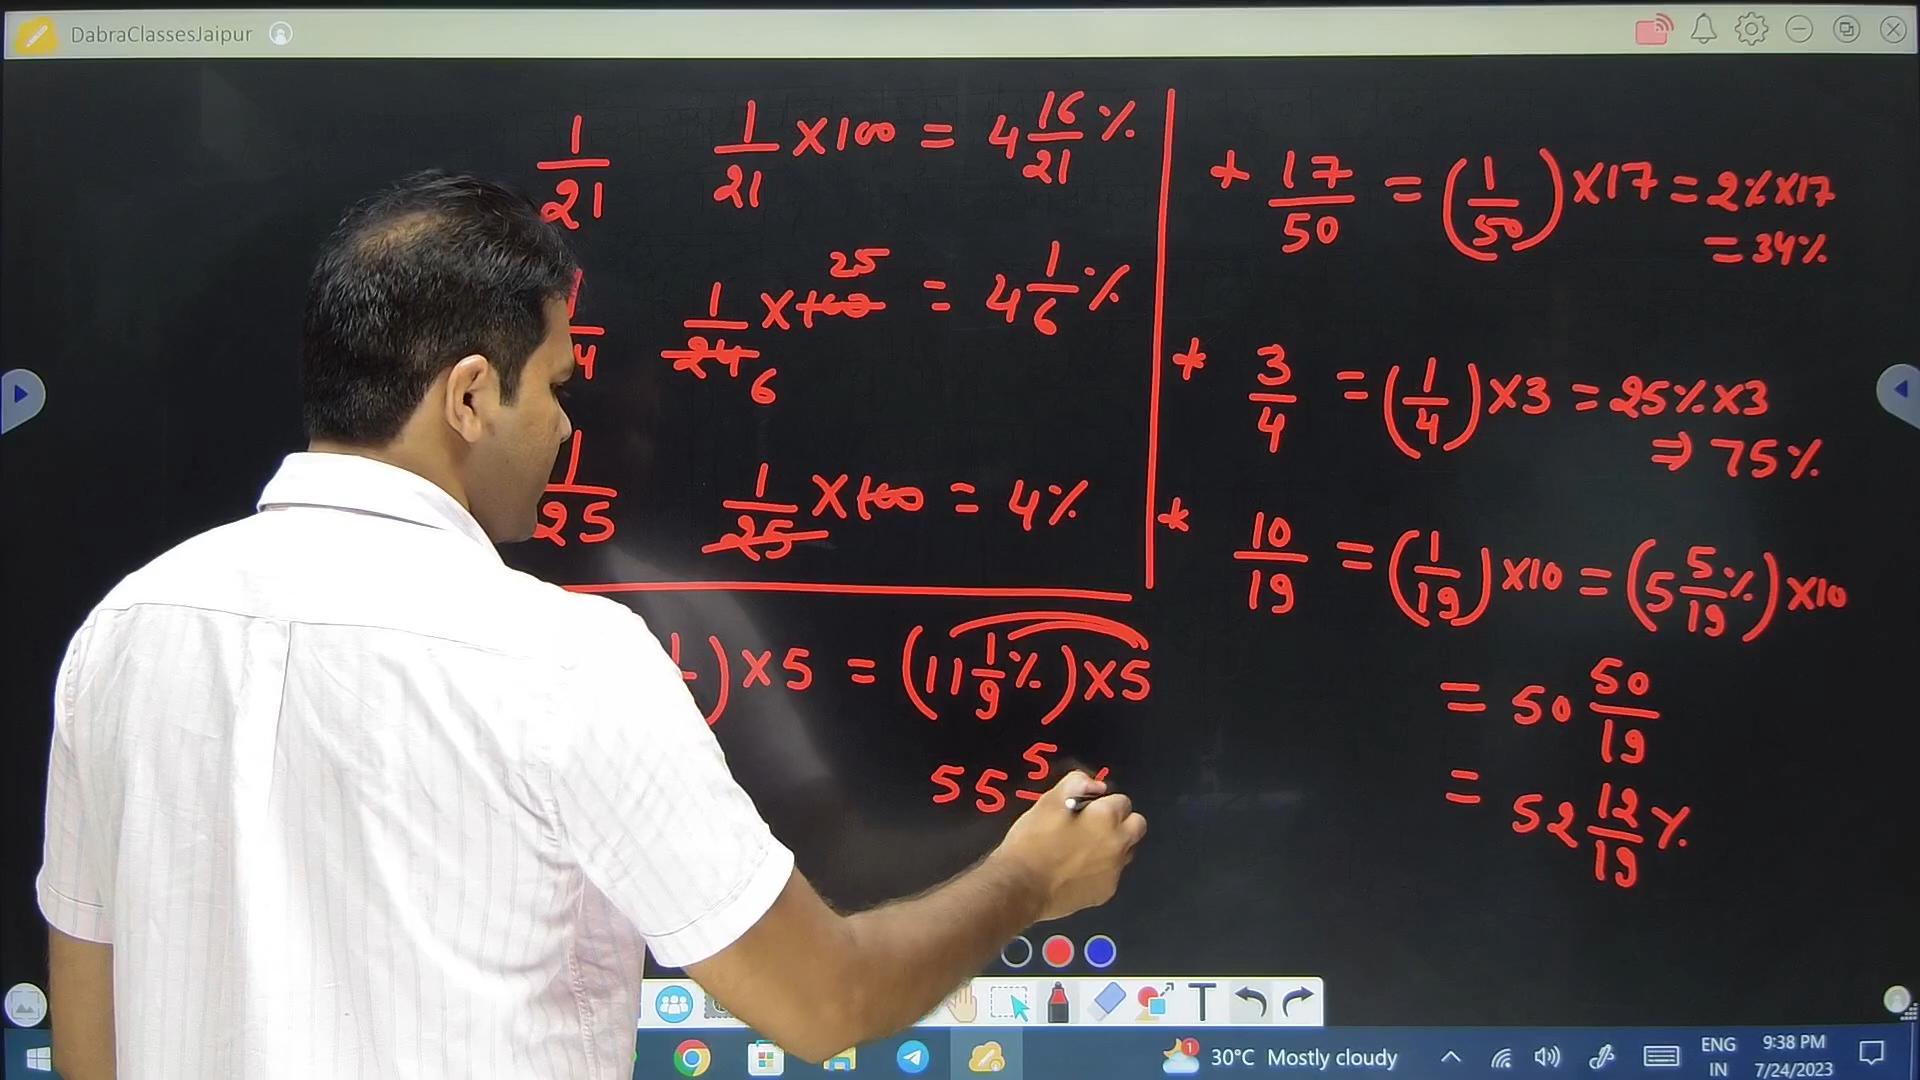 DabraClassesJaipur
1/21 1/21 × 100 = 4 16/21 %
1/24 × 100 25 6 = 4 1/6 %
1/25 1/25 × 100 = 4%
) × 5 = (11 1/9 %) × 5
55 5/ %
* 17/50 = (1/50) × 17 = 2% × 17
= 34%
* 3/4 = (1/4) × 3 = 25% × 3
⇒ 75%
* 10/19 = (1/19) × 10 = (5 5/19 %) × 10
= 50 50/19
= 52 12/19 %
T
1
30°C Mostly cloudy
ENG
IN
9:38 PM
7/24/2023